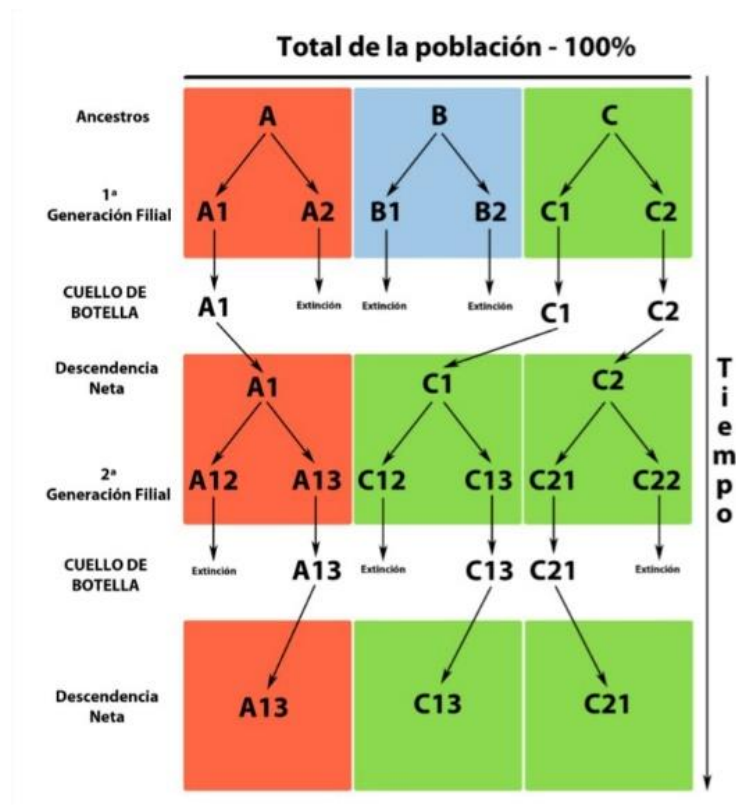 Total de la población - 100%
Ancestros
A
B
C
1ª
Generación Filial
A1
A2
B1
B2
C1
C2
CUELLO DE
BOTELLA
A1
Extinción
Extinción
Extinción
C1
C2
Descendencia
Neta
A1
C1
C2
2ª
Generación Filial
A12
A13
C12
C13
C21
C22
CUELLO DE
BOTELLA
Extinción
A13
Extinción
C13
C21
Extinción
Descendencia
Neta
A13
C13
C21
Tiempo